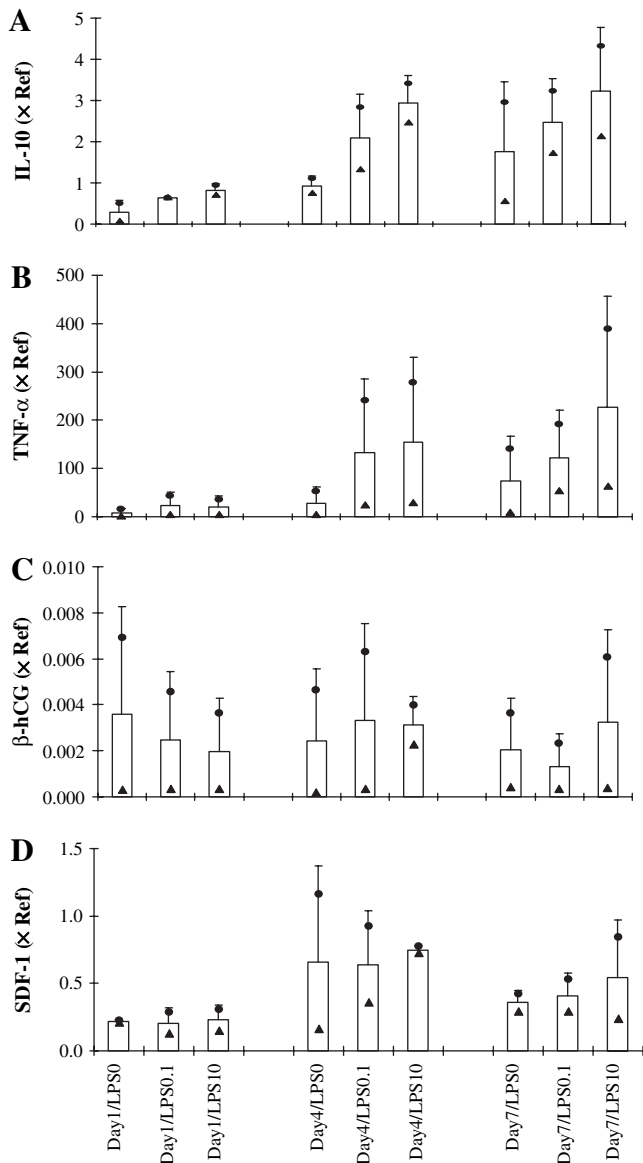 A
IL-10 (× Ref)
5
4
3
2
1
0
B
TNF-α (× Ref)
500
400
300
200
100
0
C
β-hCG (× Ref)
0.010
0.008
0.006
0.004
0.002
0.000
D
SDF-1 (× Ref)
1.5
1.0
0.5
0.0
Day1/LPS0
Day1/LPS0.1
Day1/LPS10
Day4/LPS0
Day4/LPS0.1
Day4/LPS10
Day7/LPS0
Day7/LPS0.1
Day7/LPS10